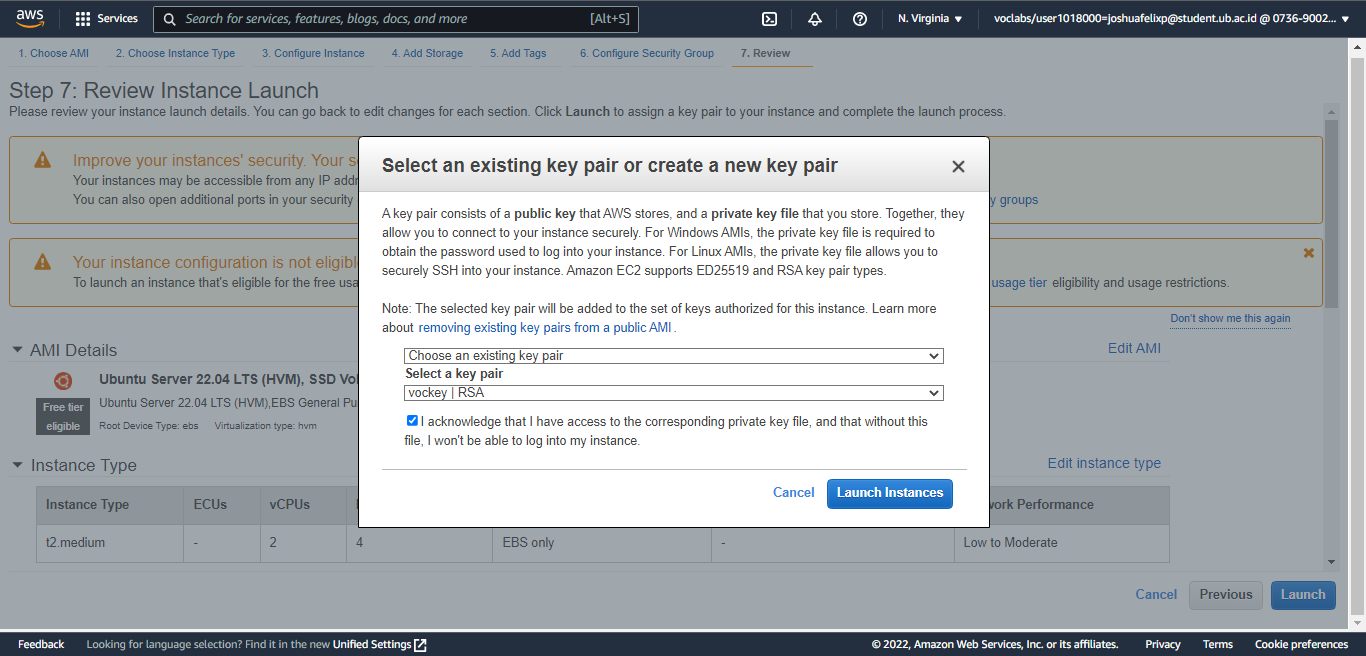 aws
Services
Search for services, features, blogs, docs, and more
[Alt+S]
N. Virginia
voclabs/user1018000=joshuafelixp@student.ub.ac.id @ 0736-9002...
1. Choose AMI
2. Choose Instance Type
3. Configure Instance
4. Add Storage
5. Add Tags
6. Configure Security Group
7. Review
Step 7: Review Instance Launch
Please review your instance launch details. You can go back to edit changes for each section. Click Launch to assign a key pair to your instance and complete the launch process.
Improve your instances' security. Your s
Your instances may be accessible from any IP addr
You can also open additional ports in your security
y groups
Your instance configuration is not eligibl
To launch an instance that's eligible for the free usa
usage tier eligibility and usage restrictions.
Don't show me this again
Select an existing key pair or create a new key pair
A key pair consists of a public key that AWS stores, and a private key file that you store. Together, they
allow you to connect to your instance securely. For Windows AMIs, the private key file is required to
obtain the password used to log into your instance. For Linux AMIs, the private key file allows you to
securely SSH into your instance. Amazon EC2 supports ED25519 and RSA key pair types.
Note: The selected key pair will be added to the set of keys authorized for this instance. Learn more
about removing existing key pairs from a public AMI .
Choose an existing key pair
Select a key pair
vockey | RSA
I acknowledge that I have access to the corresponding private key file, and that without this
file, I won't be able to log into my instance.
Cancel
Launch Instances
AMI Details
Edit AMI
Ubuntu Server 22.04 LTS (HVM), SSD Vol
Free tier
eligible
Ubuntu Server 22.04 LTS (HVM),EBS General Pu
Root Device Type: ebs
Virtualization type: hvm
Instance Type
Edit instance type
Instance Type
ECUs
vCPUs
ork Performance
t2.medium
-
2
4
EBS only
-
Low to Moderate
Cancel
Previous
Launch
Feedback
Looking for language selection? Find it in the new Unified Settings
© 2022, Amazon Web Services, Inc. or its affiliates.
Privacy
Terms
Cookie preferences